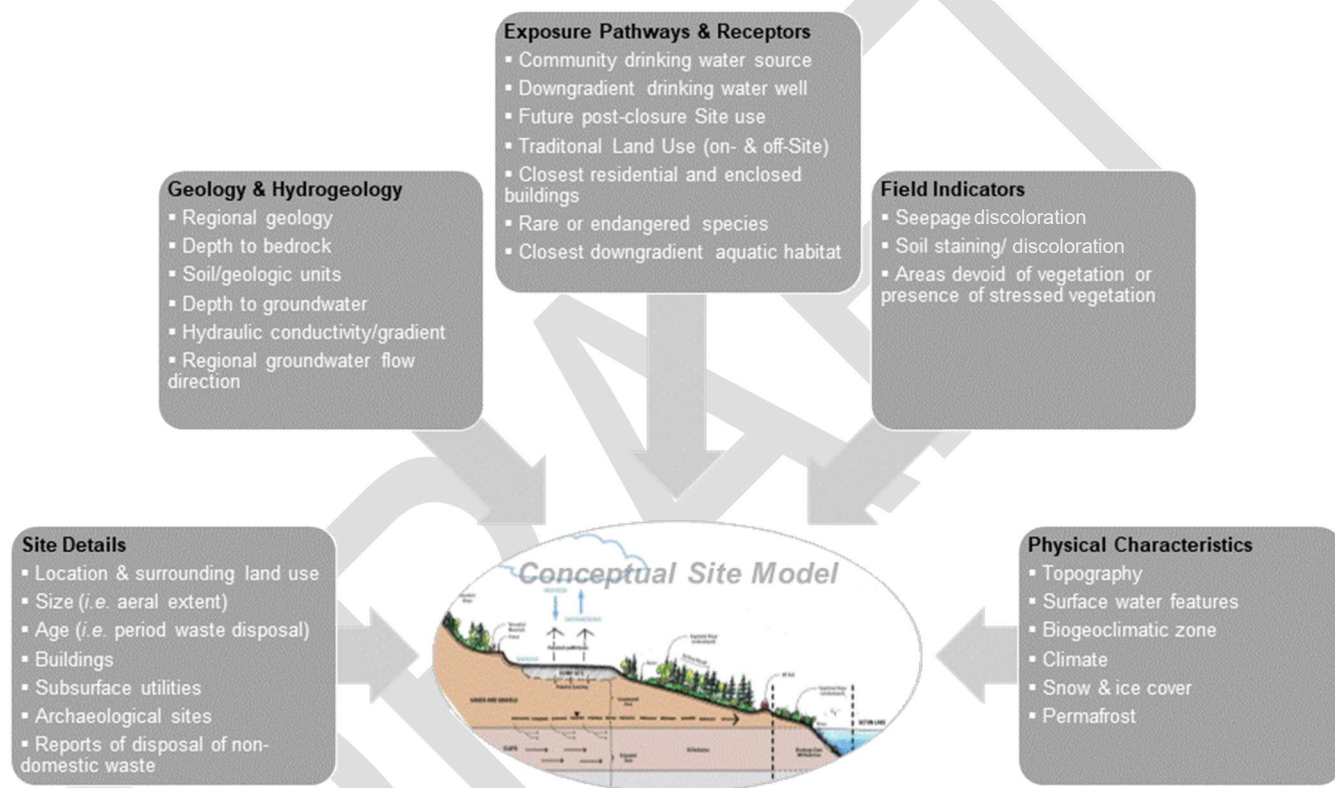 Exposure Pathways & Receptors
▪ Community drinking water source
▪ Downgradient drinking water well
▪ Future post-closure Site use
▪ Traditonal Land Use (on- & off-Site)
▪ Closest residential and enclosed
buildings
▪ Rare or endangered species
▪ Closest downgradient aquatic habitat
Geology & Hydrogeology
▪ Regional geology
▪ Depth to bedrock
▪ Soil/geologic units
▪ Depth to groundwater
▪ Hydraulic conductivity/gradient
▪ Regional groundwater flow
direction
Field Indicators
▪ Seepage discoloration
▪ Soil staining/ discoloration
▪ Areas devoid of vegetation or
presence of stressed vegetation
Site Details
▪ Location & surrounding land use
▪ Size (i.e. aeral extent)
▪ Age (i.e. period waste disposal)
▪ Buildings
▪ Subsurface utilities
▪ Archaeological sites
▪ Reports of disposal of non-
domestic waste
Conceptual Site Model
Physical Characteristics
▪ Topography
▪ Surface water features
▪ Biogeoclimatic zone
▪ Climate
▪ Snow & ice cover
▪ Permafrost
DRAFT